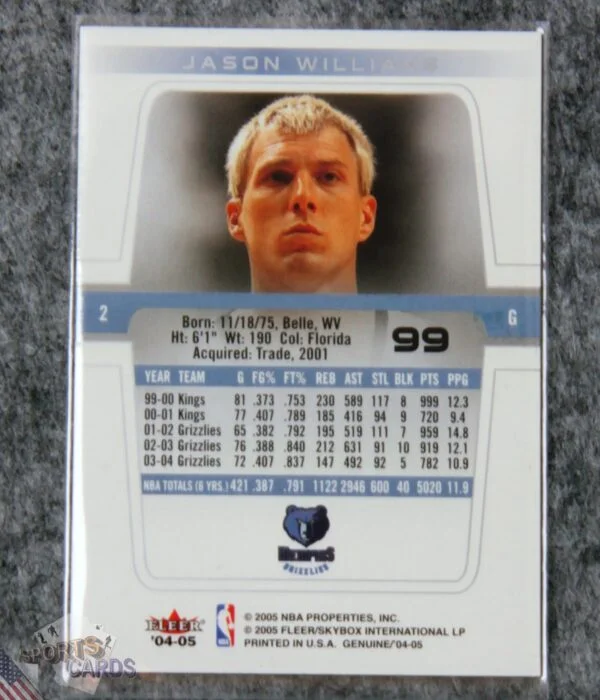 JASON WILLIAMS
2
G
Born: 11/18/75, Belle, WV
Ht: 6'1" Wt: 190 Col: Florida
Acquired: Trade, 2001
99
YEAR TEAM G FG% FT% REB AST STL BLK PTS PPG
99-00 Kings 81 .373 .753 230 589 117 8 999 12.3
00-01 Kings 77 .407 .789 185 416 94 9 720 9.4
01-02 Grizzlies 65 .382 .792 195 519 111 7 959 14.8
02-03 Grizzlies 76 .388 .840 212 631 91 10 919 12.1
03-04 Grizzlies 72 .407 .837 147 492 92 5 782 10.9
NBA TOTALS (6 YRS.) 421 .387 .791 1122 2946 600 40 5020 11.9
MEMPHIS
GRIZZLIES
FLEER
'04-05
NBA
© 2005 NBA PROPERTIES, INC.
© 2005 FLEER/SKYBOX INTERNATIONAL LP
PRINTED IN U.S.A. GENUINE/'04-05
SPORTS
CARDS